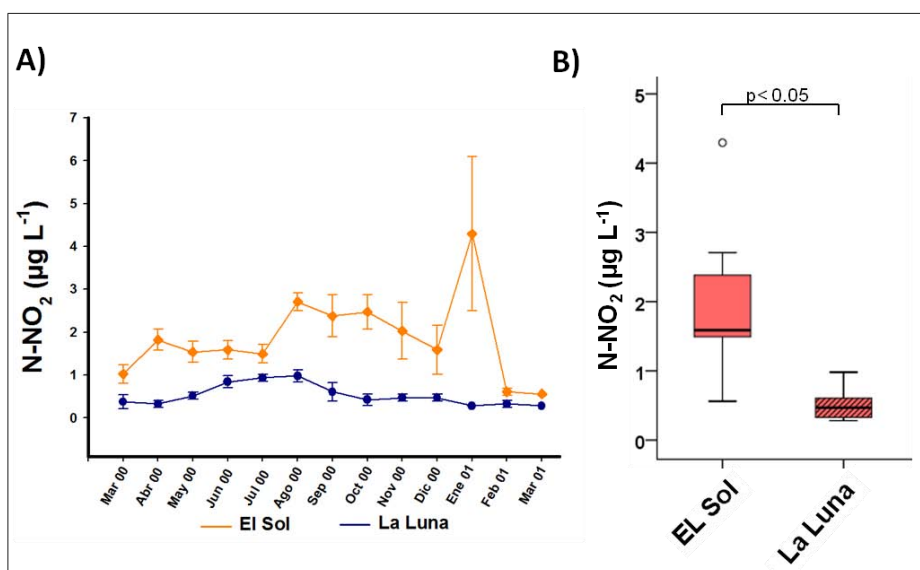 A)
N-NO₂ (µg L⁻¹)
7
6
5
4
3
2
1
0
Mar 00
Abr 00
May 00
Jun 00
Jul 00
Ago 00
Sep 00
Oct 00
Nov 00
Dic 00
Ene 01
Feb 01
Mar 01
El Sol
La Luna
B)
N-NO₂ (µg L⁻¹)
5
4
3
2
1
0
p< 0.05
EL Sol
La Luna